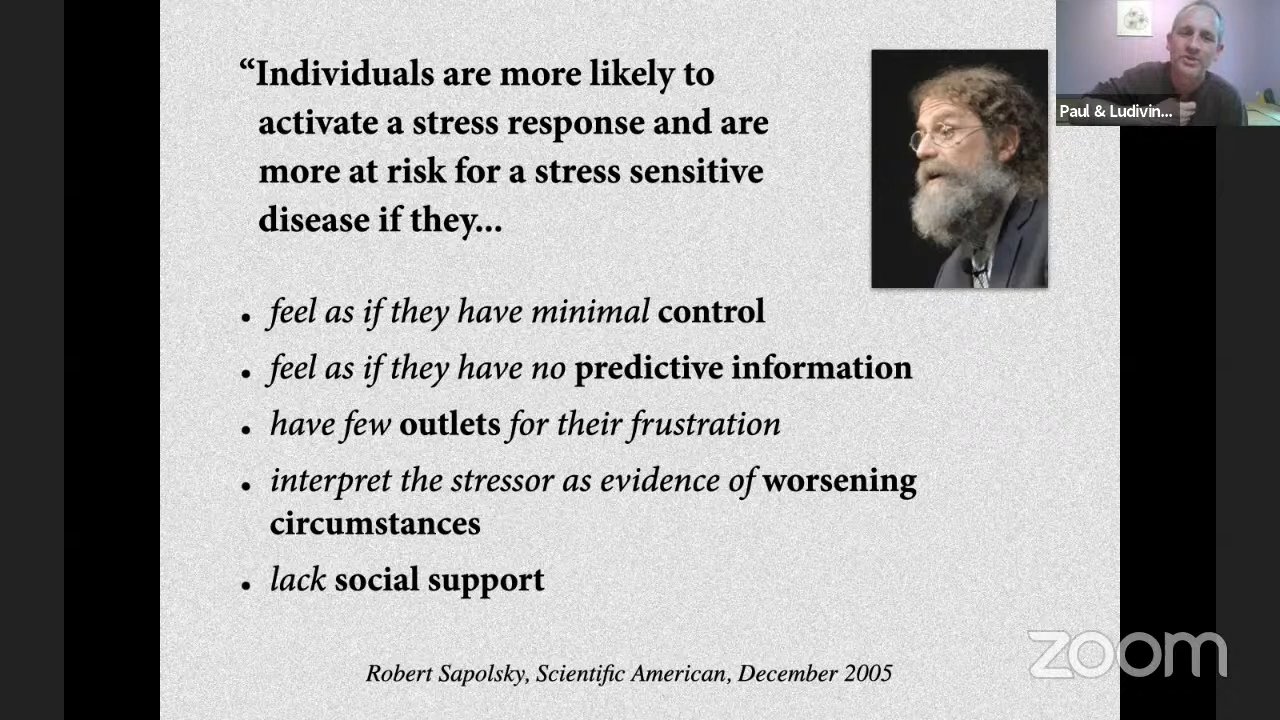 “Individuals are more likely to
activate a stress response and are
more at risk for a stress sensitive
disease if they...
• feel as if they have minimal control
• feel as if they have no predictive information
• have few outlets for their frustration
• interpret the stressor as evidence of worsening
circumstances
• lack social support
Robert Sapolsky, Scientific American, December 2005
Paul & Ludivin...
zoom